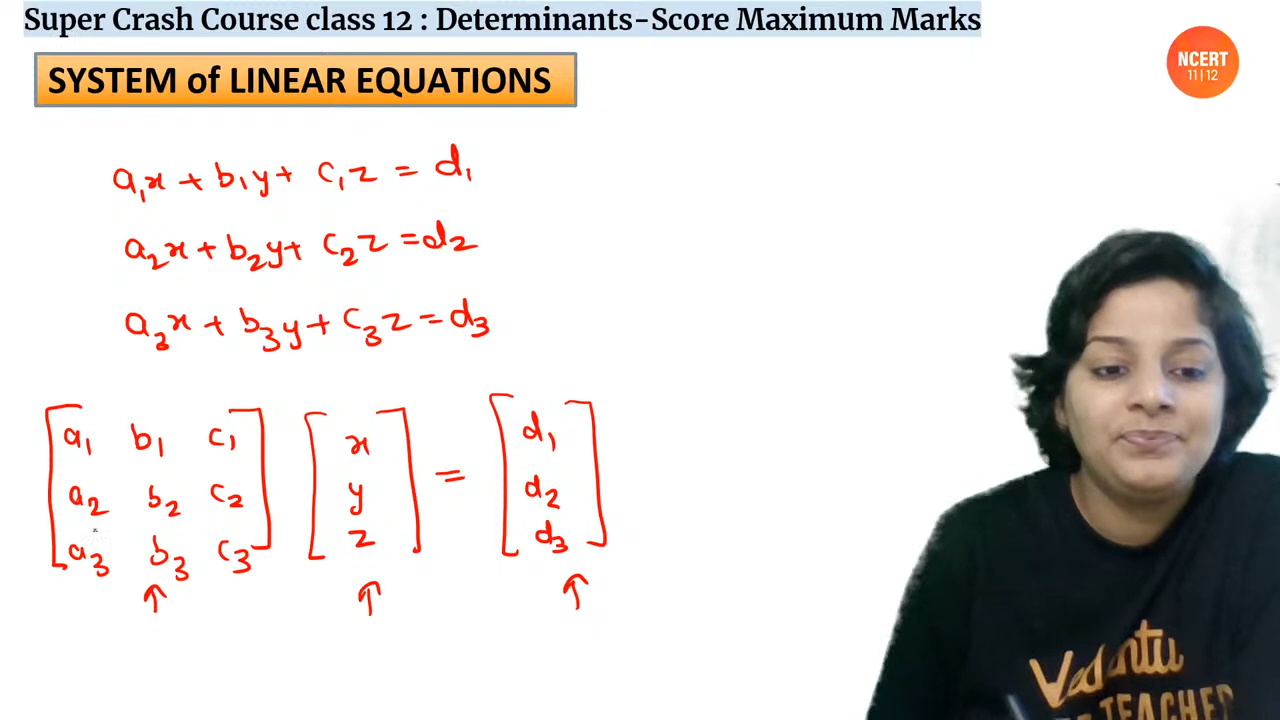 Super Crash Course class 12 : Determinants-Score Maximum Marks
NCERT
11 | 12
SYSTEM of LINEAR EQUATIONS
a₁x + b₁y + c₁z = d₁
a₂x + b₂y + c₂z = d₂
a₃x + b₃y + c₃z = d₃
[a₁ b₁ c₁] [x] = [d₁]
[a₂ b₂ c₂] [y] [d₂]
[a₃ b₃ c₃] [z] [d₃]
↑ ↑ ↑
Vedantu
TEACHER